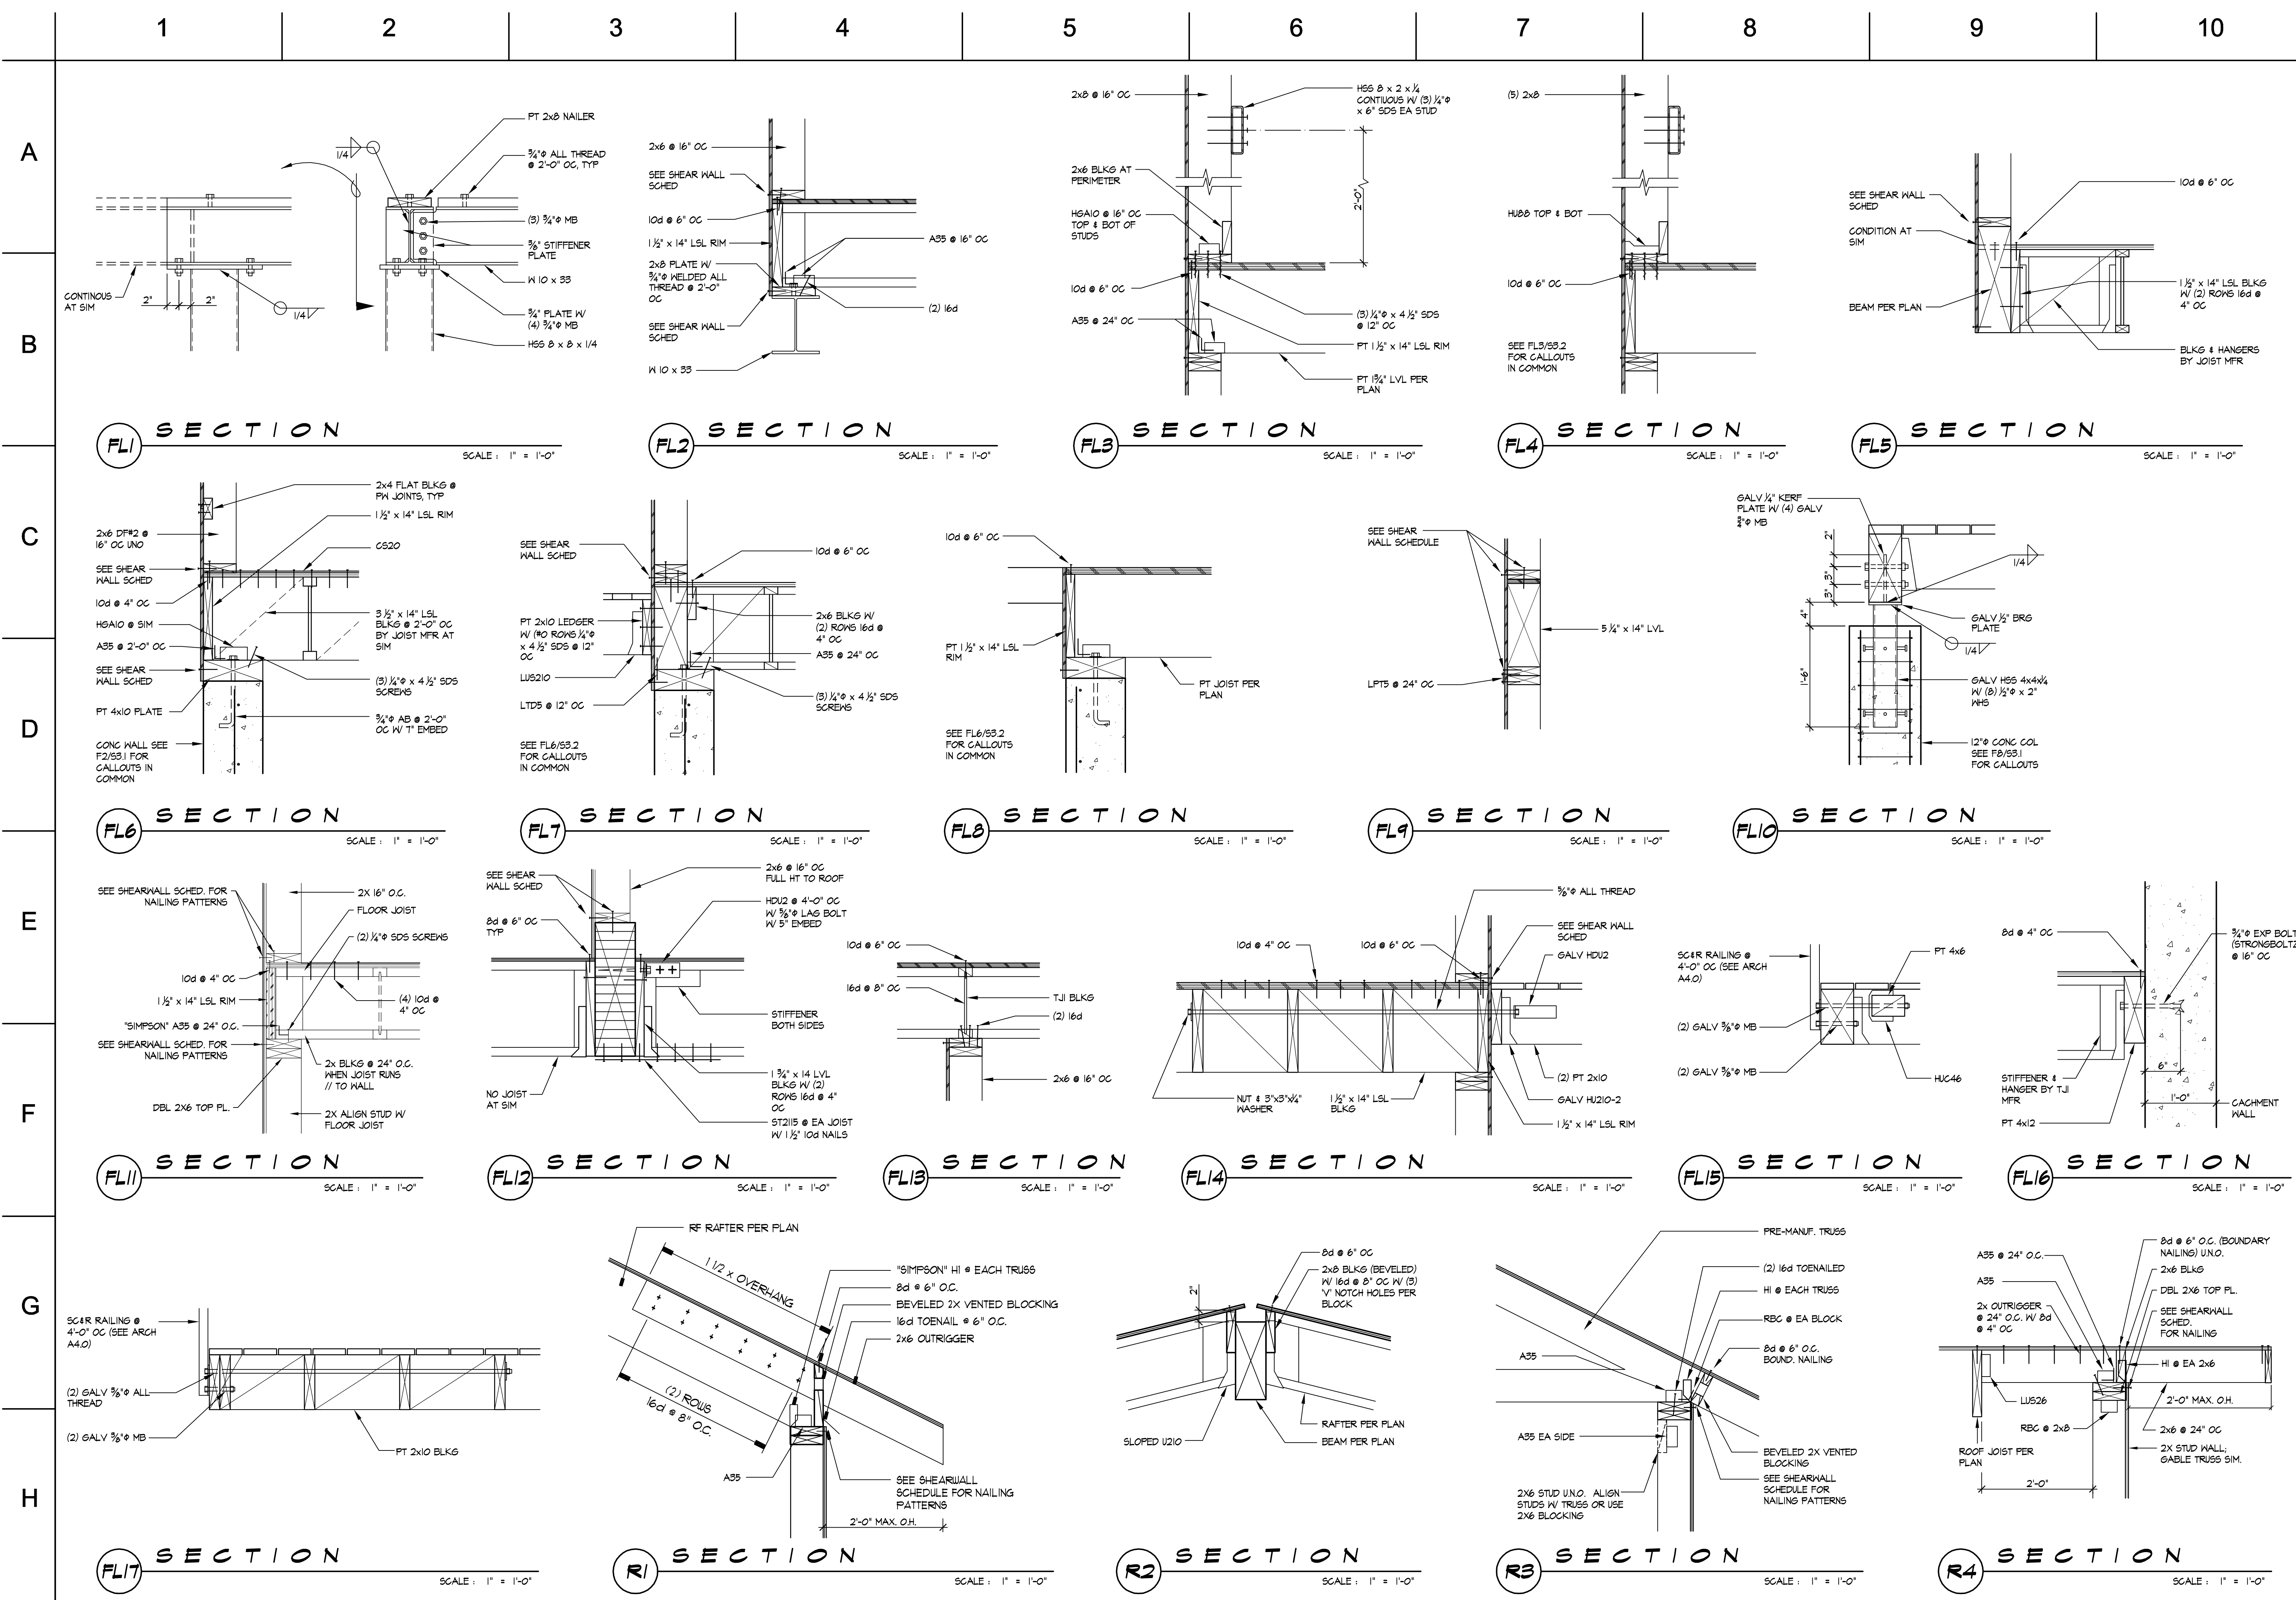 1 2 3 4 5 6 7 8 9 10
A
B
C
D
E
F
G
H
PT 2x8 NAILER
3/4"Φ ALL THREAD
@ 2'-0" OC, TYP
1/4
(3) 3/4"Φ MB
3/8" STIFFENER
PLATE
W 10 x 33
3/4" PLATE W/
(4) 3/4"Φ MB
HSS 8 x 8 x 1/4
CONTINOUS
AT SIM
2"
2"
1/4
FL1 SECTION
SCALE : 1" = 1'-0"
2x6 @ 16" OC
SEE SHEAR WALL
SCHED
10d @ 6" OC
1 1/2" x 14" LSL RIM
2x8 PLATE W/
3/4"Φ WELDED ALL
THREAD @ 2'-0"
OC
SEE SHEAR WALL
SCHED
W 10 x 33
A35 @ 16" OC
(2) 16d
FL2 SECTION
SCALE : 1" = 1'-0"
2x8 @ 16" OC
2x6 BLKG AT
PERIMETER
HGA10 @ 16" OC
TOP & BOT OF
STUDS
10d @ 6" OC
A35 @ 24" OC
HSS 8 x 2 x 1/4
CONTIUOUS W/ (3) 1/4"Φ
x 6" SDS EA STUD
2'-0"
(3) 1/4"Φ x 4 1/2" SDS
@ 12" OC
PT 1 1/2" x 14" LSL RIM
PT 1 3/4" LVL PER
PLAN
FL3 SECTION
SCALE : 1" = 1'-0"
(5) 2x8
HU88 TOP & BOT
10d @ 6" OC
SEE FL3/S3.2
FOR CALLOUTS
IN COMMON
FL4 SECTION
SCALE : 1" = 1'-0"
SEE SHEAR WALL
SCHED
CONDITION AT
SIM
BEAM PER PLAN
10d @ 6" OC
1 1/2" x 14" LSL BLKG
W/ (2) ROWS 16d @
4" OC
BLKG & HANGERS
BY JOIST MFR
FL5 SECTION
SCALE : 1" = 1'-0"
2x6 DF#2 @
16" OC UNO
SEE SHEAR
WALL SCHED
10d @ 4" OC
HGA10 @ SIM
A35 @ 2'-0" OC
SEE SHEAR
WALL SCHED
PT 4x10 PLATE
CONC WALL SEE
F2/S3.1 FOR
CALLOUTS IN
COMMON
2x4 FLAT BLKG @
PW JOINTS, TYP
1 1/2" x 14" LSL RIM
CS20
3 1/2" x 14" LSL
BLKG @ 2'-0" OC
BY JOIST MFR AT
SIM
(3) 1/4"Φ x 4 1/2" SDS
SCREWS
3/4"Φ AB @ 2'-0"
OC W/ 7" EMBED
FL6 SECTION
SCALE : 1" = 1'-0"
SEE SHEAR
WALL SCHED
PT 2x10 LEDGER
W/ (#0 ROWS 1/4"Φ
x 4 1/2" SDS @ 12"
OC
LUS210
LTD5 @ 12" OC
SEE FL6/S3.2
FOR CALLOUTS
IN COMMON
10d @ 6" OC
2x6 BLKG W/
(2) ROWS 16d @
4" OC
A35 @ 24" OC
(3) 1/4"Φ x 4 1/2" SDS
SCREWS
FL7 SECTION
SCALE : 1" = 1'-0"
10d @ 6" OC
PT 1 1/2" x 14" LSL
RIM
PT JOIST PER
PLAN
SEE FL6/S3.2
FOR CALLOUTS
IN COMMON
FL8 SECTION
SCALE : 1" = 1'-0"
SEE SHEAR
WALL SCHEDULE
5 1/4" x 14" LVL
LPT5 @ 24" OC
FL9 SECTION
SCALE : 1" = 1'-0"
GALV 1/4" KERF
PLATE W/ (4) GALV
3/4"Φ MB
2"
3"
3"
4"
1'-6"
1/4
GALV 1/2" BRG
PLATE
1/4
GALV HSS 4x4x1/4
W/ (8) 1/2"Φ x 2"
WHS
12"Φ CONC COL
SEE F8/S3.1
FOR CALLOUTS
FL10 SECTION
SCALE : 1" = 1'-0"
SEE SHEARWALL SCHED. FOR
NAILING PATTERNS
10d @ 4" OC
1 1/2" x 14" LSL RIM
"SIMPSON" A35 @ 24" O.C.
SEE SHEARWALL SCHED. FOR
NAILING PATTERNS
DBL 2X6 TOP PL.
2X 16" O.C.
FLOOR JOIST
(2) 1/4"Φ SDS SCREWS
(4) 10d @
4" OC
2x BLKG @ 24" O.C.
WHEN JOIST RUNS
// TO WALL
2X ALIGN STUD W/
FLOOR JOIST
FL11 SECTION
SCALE : 1" = 1'-0"
SEE SHEAR
WALL SCHED
8d @ 6" OC
TYP
NO JOIST
AT SIM
2x6 @ 16" OC
FULL HT TO ROOF
HDU2 @ 4'-0" OC
W/ 5/8"Φ LAG BOLT
W/ 5" EMBED
STIFFENER
BOTH SIDES
1 3/4" x 14 LVL
BLKG W/ (2)
ROWS 16d @ 4"
OC
ST2115 @ EA JOIST
W/ 1 1/2" 10d NAILS
FL12 SECTION
SCALE : 1" = 1'-0"
10d @ 6" OC
16d @ 8" OC
TJI BLKG
(2) 16d
2x6 @ 16" OC
FL13 SECTION
SCALE : 1" = 1'-0"
10d @ 4" OC
10d @ 6" OC
5/8"Φ ALL THREAD
SEE SHEAR WALL
SCHED
GALV HDU2
(2) PT 2x10
GALV HU210-2
1 1/2" x 14" LSL RIM
NUT & 3"x3"x1/4"
WASHER
1 1/2" x 14" LSL
BLKG
FL14 SECTION
SCALE : 1" = 1'-0"
SC&R RAILING @
4'-0" OC (SEE ARCH
A4.0)
(2) GALV 5/8"Φ MB
(2) GALV 5/8"Φ MB
PT 4x6
HUC46
FL15 SECTION
SCALE : 1" = 1'-0"
8d @ 4" OC
STIFFENER &
HANGER BY TJI
MFR
PT 4x12
3/4"Φ EXP BOLT
(STRONGBOLT2
@ 16" OC
6"
1'-0"
CACHMENT
WALL
FL16 SECTION
SCALE : 1" = 1'-0"
SC&R RAILING @
4'-0" OC (SEE ARCH
A4.0)
(2) GALV 5/8"Φ ALL
THREAD
(2) GALV 5/8"Φ MB
PT 2x10 BLKG
FL17 SECTION
SCALE : 1" = 1'-0"
RF RAFTER PER PLAN
1 1/2 x OVERHANG
(2) ROWS
16d @ 8" O.C.
"SIMPSON" H1 @ EACH TRUSS
8d @ 6" O.C.
BEVELED 2X VENTED BLOCKING
16d TOENAIL @ 6" O.C.
2x6 OUTRIGGER
A35
SEE SHEARWALL
SCHEDULE FOR NAILING
PATTERNS
2'-0" MAX. O.H.
R1 SECTION
SCALE : 1" = 1'-0"
2"
8d @ 6" OC
2x8 BLKG (BEVELED)
W/ 16d @ 8" OC W/ (3)
'V' NOTCH HOLES PER
BLOCK
RAFTER PER PLAN
SLOPED U210
BEAM PER PLAN
R2 SECTION
SCALE : 1" = 1'-0"
PRE-MANUF. TRUSS
(2) 16d TOENAILED
H1 @ EACH TRUSS
RBC @ EA BLOCK
8d @ 6" O.C.
BOUND. NAILING
A35
A35 EA SIDE
2X6 STUD U.N.O. ALIGN
STUDS W/ TRUSS OR USE
2X6 BLOCKING
BEVELED 2X VENTED
BLOCKING
SEE SHEARWALL
SCHEDULE FOR
NAILING PATTERNS
R3 SECTION
SCALE : 1" = 1'-0"
A35 @ 24" O.C.
A35
2x OUTRIGGER
@ 24" O.C. W/ 8d
@ 4" OC
8d @ 6" O.C. (BOUNDARY
NAILING) U.N.O.
2x6 BLKG
DBL 2X6 TOP PL.
SEE SHEARWALL
SCHED.
FOR NAILING
H1 @ EA 2x6
LUS26
2'-0" MAX. O.H.
RBC @ 2x8
2x6 @ 24" OC
ROOF JOIST PER
PLAN
2X STUD WALL;
GABLE TRUSS SIM.
2'-0"
R4 SECTION
SCALE : 1" = 1'-0"